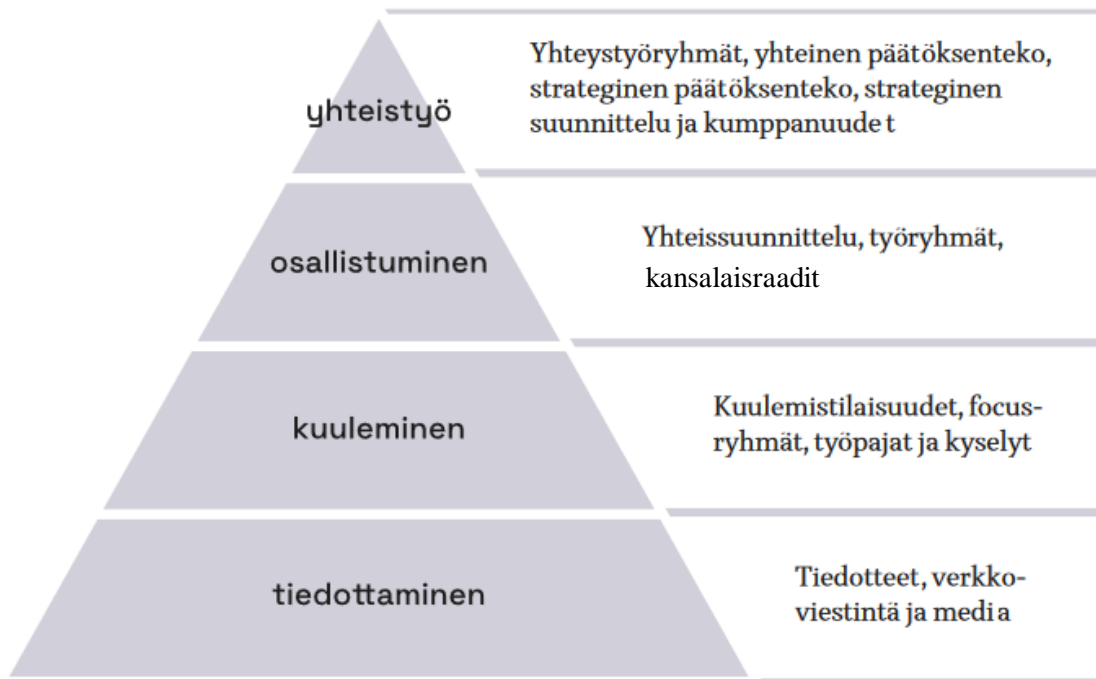 yhteistyö
Yhteystyöryhmät, yhteinen päätöksenteko,
strateginen päätöksenteko, strateginen
suunnittelu ja kumppanuude t
osallistuminen
Yhteissuunnittelu, työryhmät,
kansalaisraadit
kuuleminen
Kuulemistilaisuudet, focus-
ryhmät, työpajat ja kyselyt
tiedottaminen
Tiedotteet, verkko-
viestintä ja medi a